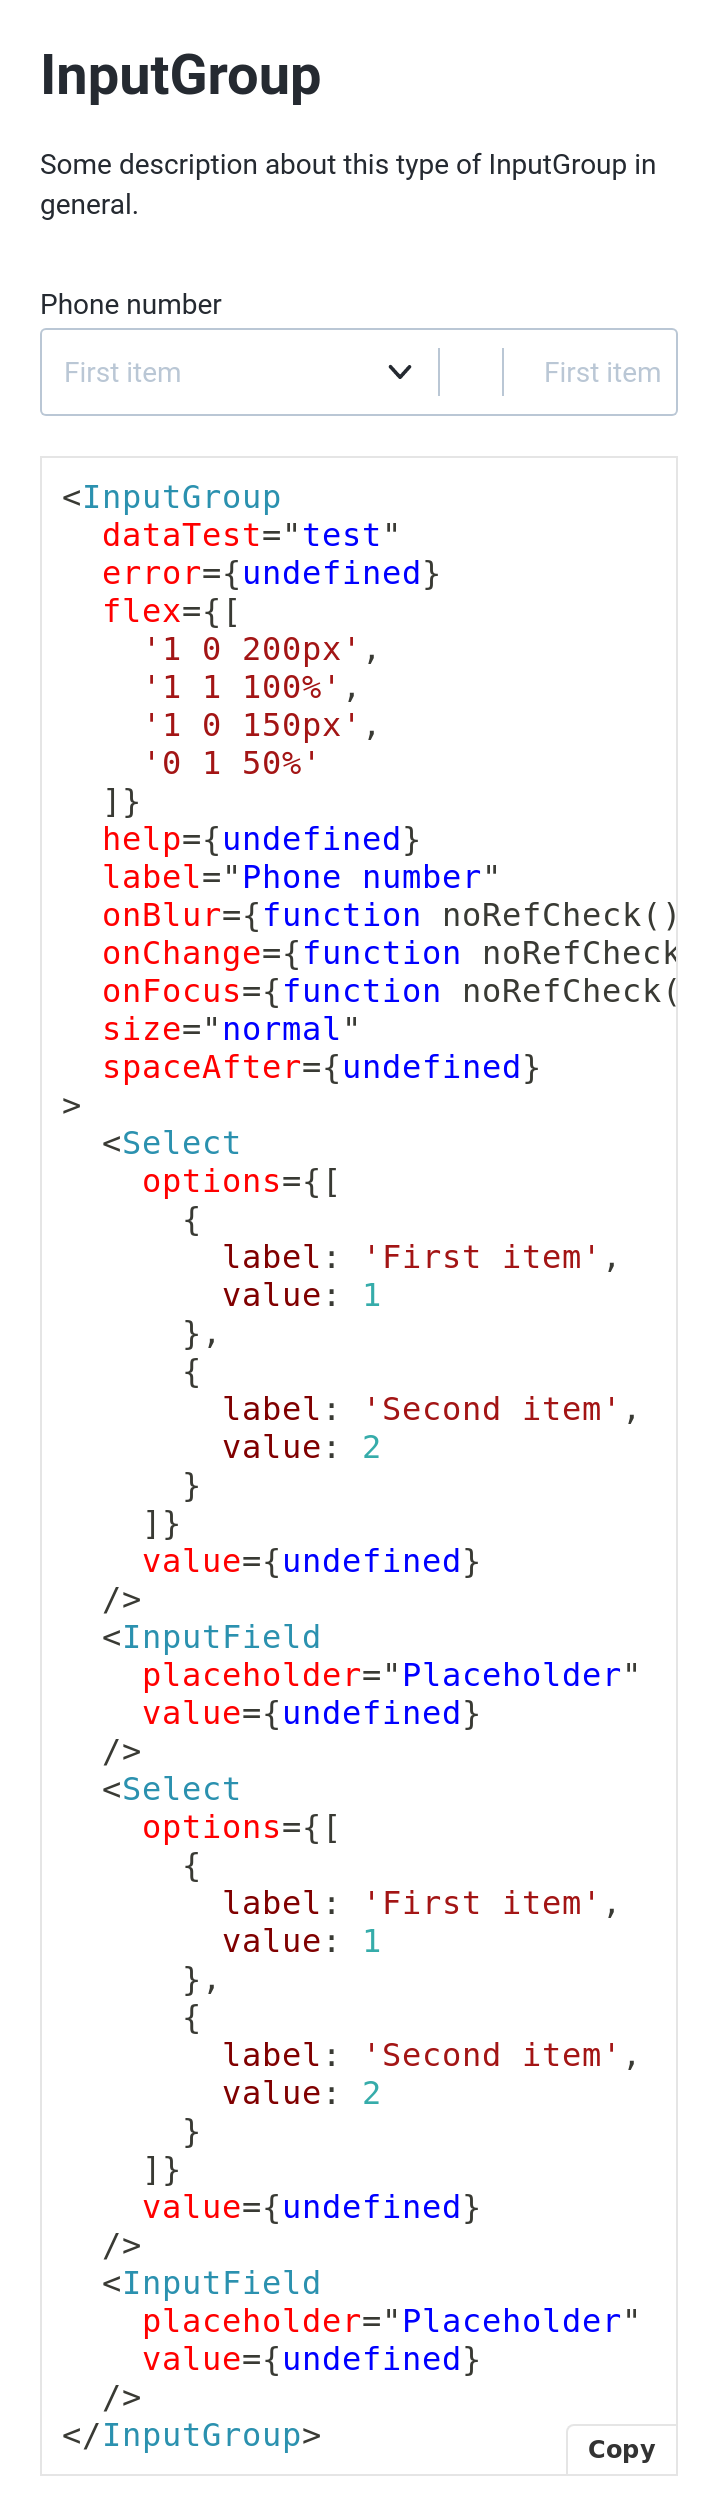 InputGroup
Some description about this type of InputGroup in
general.
Phone number
First item First item
<InputGroup
  dataTest="test"
  error={undefined}
  flex={[
    '1 0 200px',
    '1 1 100%',
    '1 0 150px',
    '0 1 50%'
  ]}
  help={undefined}
  label="Phone number"
  onBlur={function noRefCheck()
  onChange={function noRefCheck
  onFocus={function noRefCheck(
  size="normal"
  spaceAfter={undefined}
>
  <Select
    options={[
      {
        label: 'First item',
        value: 1
      },
      {
        label: 'Second item',
        value: 2
      }
    ]}
    value={undefined}
  />
  <InputField
    placeholder="Placeholder"
    value={undefined}
  />
  <Select
    options={[
      {
        label: 'First item',
        value: 1
      },
      {
        label: 'Second item',
        value: 2
      }
    ]}
    value={undefined}
  />
  <InputField
    placeholder="Placeholder"
    value={undefined}
  />
</InputGroup>
Copy